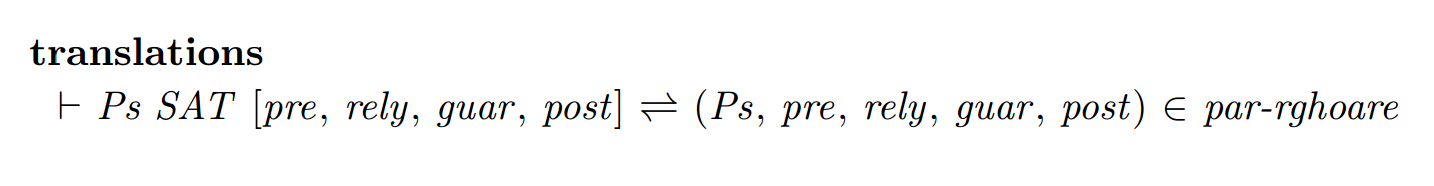 translations
⊢ Ps SAT [pre, rely, guar, post] ⇌ (Ps, pre, rely, guar, post) ∈ par-rghoare